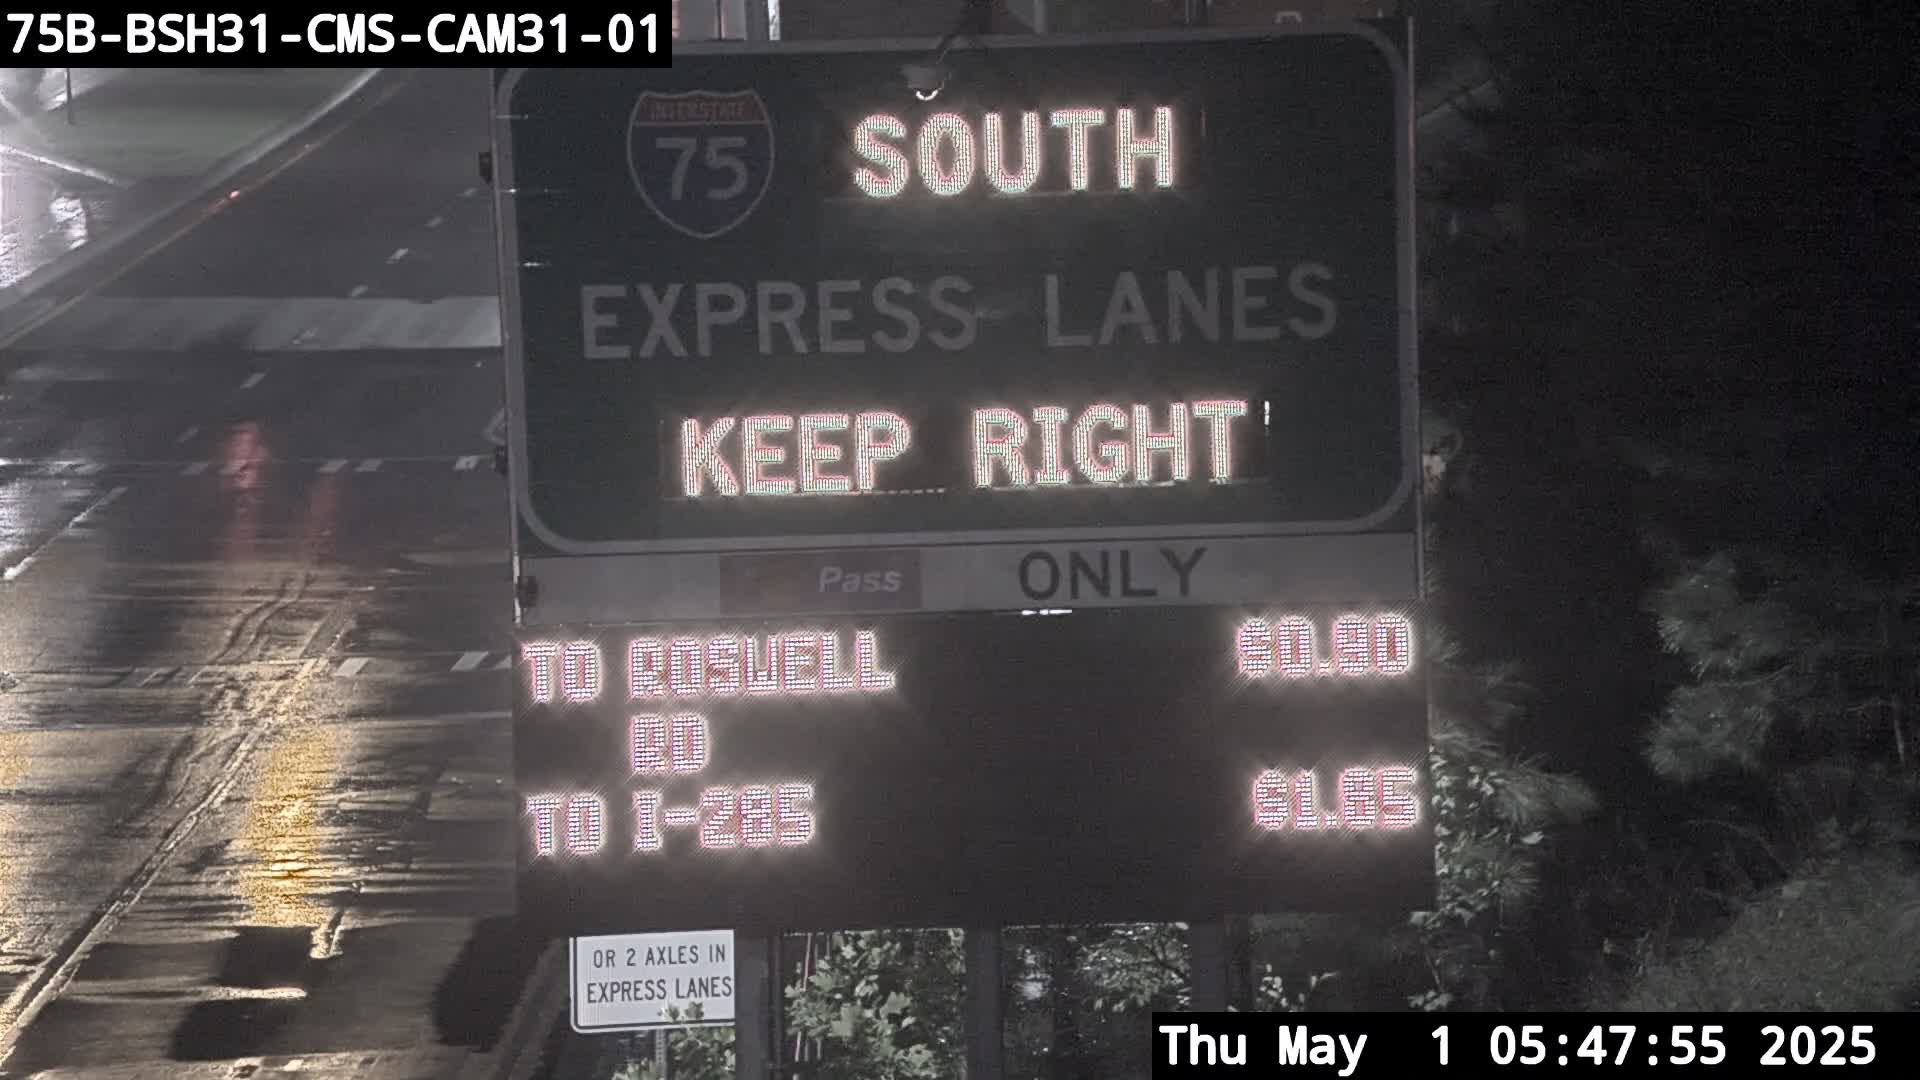 75B-BSH31-CMS-CAM31-01
INTERSTATE
75
SOUTH
EXPRESS LANES
KEEP RIGHT
Pass ONLY
TO ROSWELL $0.90
RD
TO I-285 $1.85
OR 2 AXLES IN
EXPRESS LANES
Thu May 1 05:47:55 2025